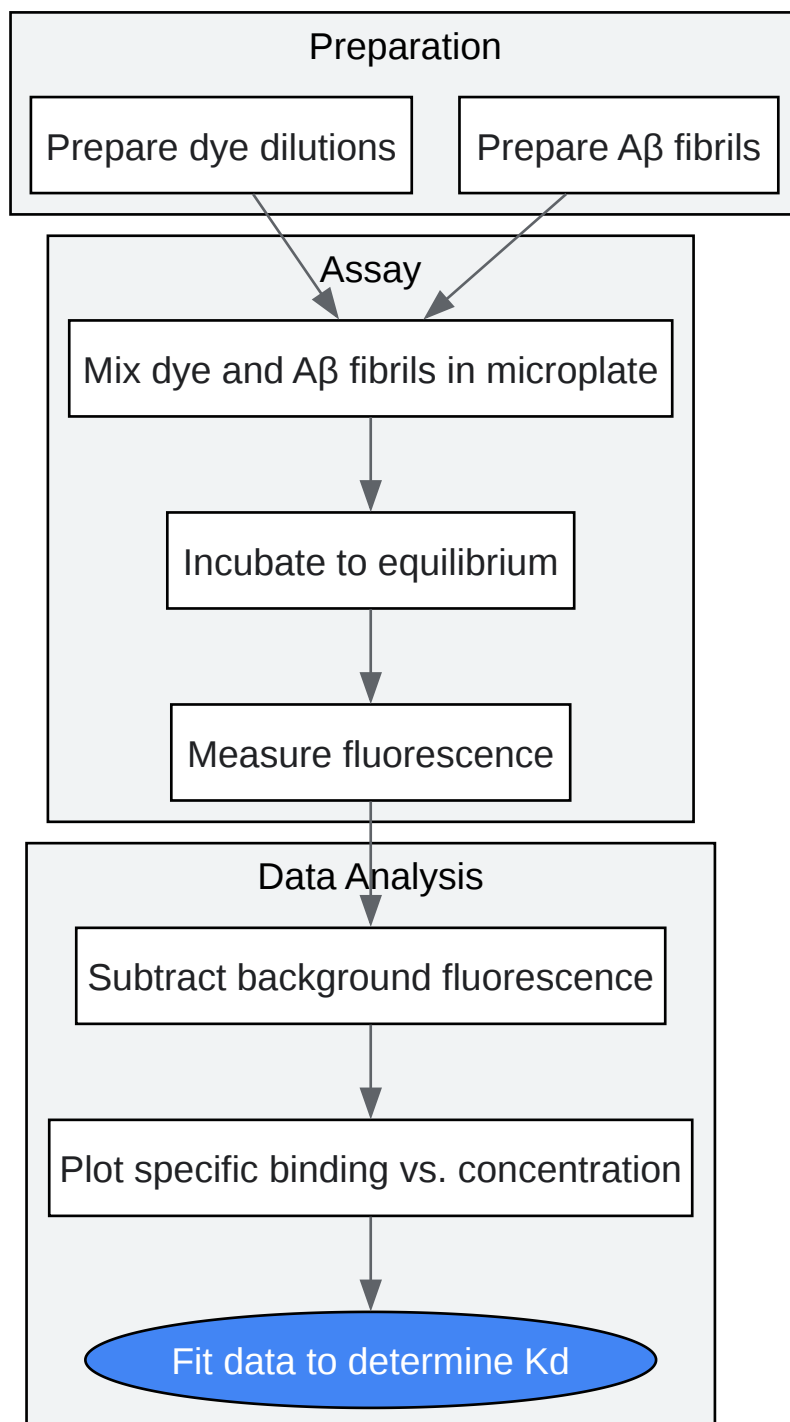 Preparation
Prepare dye dilutions
Prepare Aβ fibrils
Assay
Mix dye and Aβ fibrils in microplate
Incubate to equilibrium
Measure fluorescence
Data Analysis
Subtract background fluorescence
Plot specific binding vs. concentration
Fit data to determine Kd